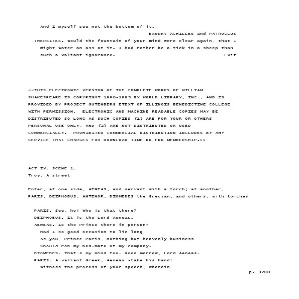 and I myself see not the bottom of it.
Exeunt ACHILLES and PATROCLUS
THERSITES. Would the fountain of your mind were clear again, that I
might water an ass at it. I had rather be a tick in a sheep than
such a valiant ignorance. Exit
<<THIS ELECTRONIC VERSION OF THE COMPLETE WORKS OF WILLIAM
SHAKESPEARE IS COPYRIGHT 1990-1993 BY WORLD LIBRARY, INC., AND IS
PROVIDED BY PROJECT GUTENBERG ETEXT OF ILLINOIS BENEDICTINE COLLEGE
WITH PERMISSION. ELECTRONIC AND MACHINE READABLE COPIES MAY BE
DISTRIBUTED SO LONG AS SUCH COPIES (1) ARE FOR YOUR OR OTHERS
PERSONAL USE ONLY, AND (2) ARE NOT DISTRIBUTED OR USED
COMMERCIALLY. PROHIBITED COMMERCIAL DISTRIBUTION INCLUDES BY ANY
SERVICE THAT CHARGES FOR DOWNLOAD TIME OR FOR MEMBERSHIP.>>
ACT IV. SCENE 1.
Troy. A street
Enter, at one side, AENEAS, and servant with a torch; at another,
PARIS, DEIPHOBUS, ANTENOR, DIOMEDES the Grecian, and others, with torches
PARIS. See, ho! Who is that there?
DEIPHOBUS. It is the Lord Aeneas.
AENEAS. Is the Prince there in person?
Had I so good occasion to lie long
As you, Prince Paris, nothing but heavenly business
Should rob my bed-mate of my company.
DIOMEDES. That's my mind too. Good morrow, Lord Aeneas.
PARIS. A valiant Greek, Aeneas-take his hand:
Witness the process of your speech, wherein